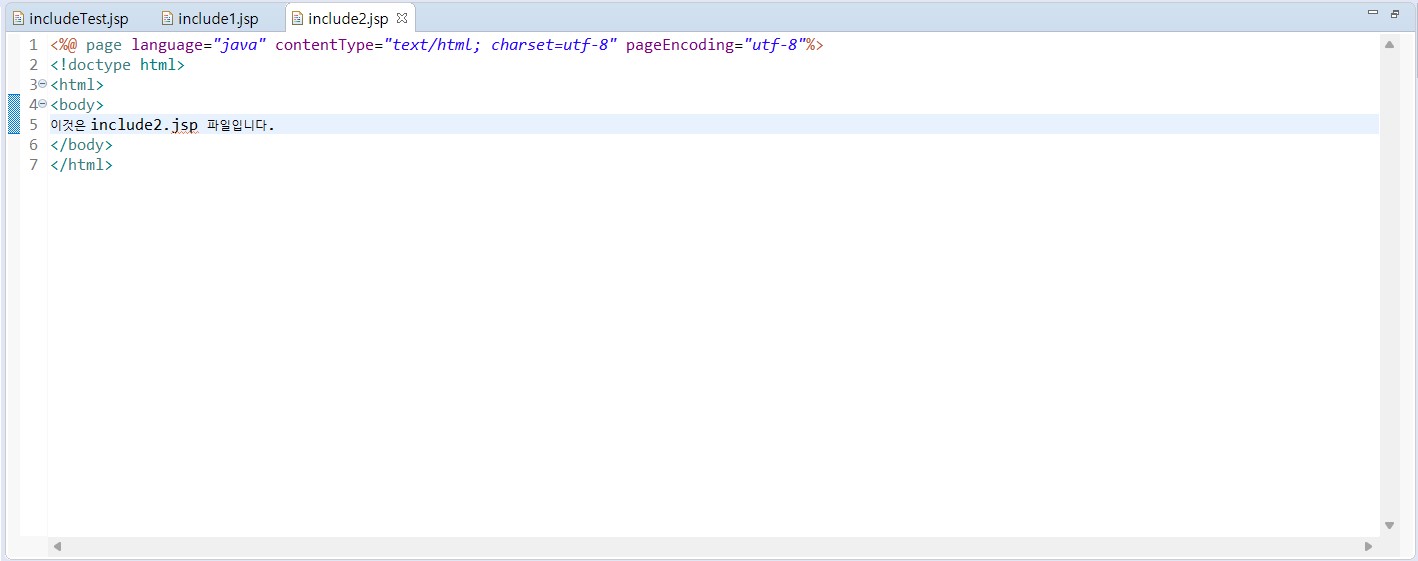 includeTest.jsp include1.jsp include2.jsp
1 <%@ page language="java" contentType="text/html; charset=utf-8" pageEncoding="utf-8"%>
2 <!doctype html>
3 <html>
4 <body>
5 이것은 include2.jsp 파일입니다.
6 </body>
7 </html>